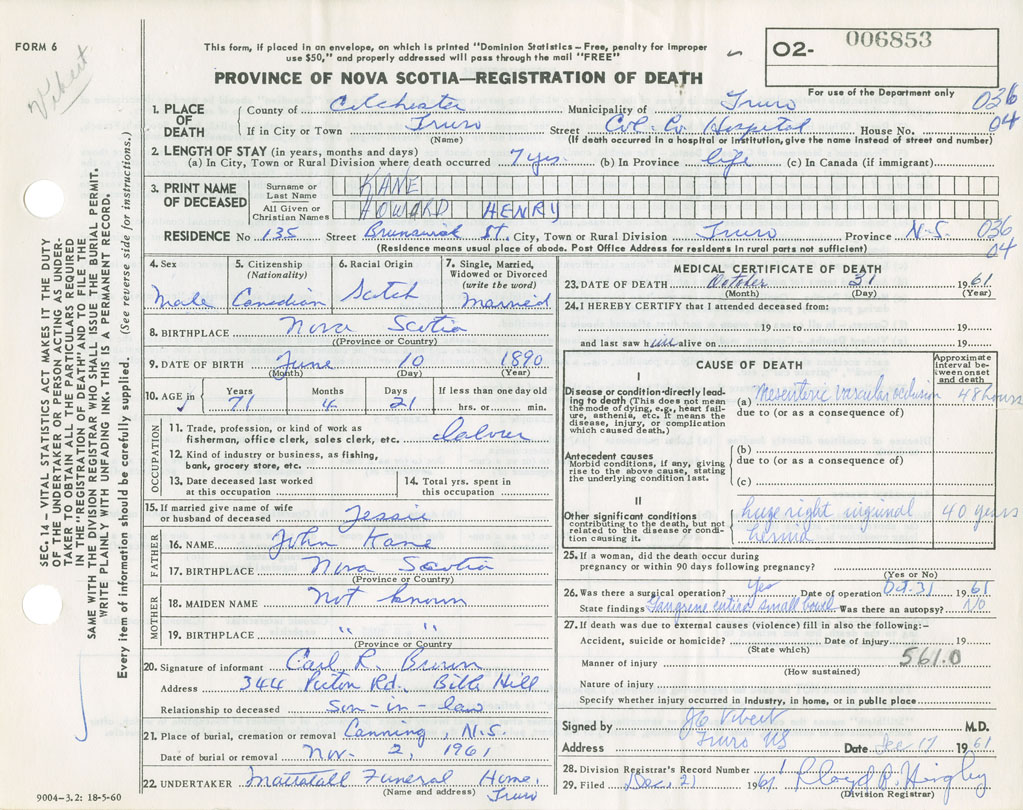 FORM 6
Vibert
This form, if placed in an envelope, on which is printed "Dominion Statistics – Free, penalty for improper
use $50," and properly addressed will pass through the mail "FREE"
O2- 006853
For use of the Department only
PROVINCE OF NOVA SCOTIA—REGISTRATION OF DEATH
036
04
1. PLACE OF DEATH County of Colchester Municipality of Truro
If in City or Town Truro Street Col. Co. Hospital House No.
(Name) (If death occurred in a hospital or institution, give the name instead of street and number)
2. LENGTH OF STAY (in years, months and days)
(a) In City, Town or Rural Division where death occurred 7 yrs. (b) In Province life (c) In Canada (if immigrant)
3. PRINT NAME OF DECEASED Surname or Last Name KANE
All Given or Christian Names HOWARD HENRY
RESIDENCE No. 135 Street Brunswick St. City, Town or Rural Division Truro Province N.S. 036
04
(Residence means usual place of abode. Post Office Address for residents in rural parts not sufficient)
4. Sex Male
5. Citizenship (Nationality) Canadian
6. Racial Origin Scotch
7. Single, Married, Widowed or Divorced (write the word) Married
8. BIRTHPLACE Nova Scotia
(Province or Country)
9. DATE OF BIRTH June 10 1890
(Month) (Day) (Year)
10. AGE in Years 71 Months 4 Days 21 If less than one day old hrs. or min.
OCCUPATION
11. Trade, profession, or kind of work as
fisherman, office clerk, sales clerk, etc. labour
12. Kind of industry or business, as fishing,
bank, grocery store, etc.
13. Date deceased last worked
at this occupation
14. Total yrs. spent in
this occupation
15. If married give name of wife
or husband of deceased Jessie
FATHER
16. NAME John Kane
17. BIRTHPLACE Nova Scotia
(Province or Country)
MOTHER
18. MAIDEN NAME Not known
19. BIRTHPLACE " "
(Province or Country)
20. Signature of informant Carl R. Brown
Address 344 Pictou Rd., Bible Hill
Relationship to deceased Son-in-law
21. Place of burial, cremation or removal Canning, N.S.
Date of burial or removal Nov. 2, 1961
22. UNDERTAKER Mattatall Funeral Home,
(Name and address) Truro
MEDICAL CERTIFICATE OF DEATH
23. DATE OF DEATH October 31 1961
(Month) (Day) (Year)
24. I HEREBY CERTIFY that I attended deceased from:
19 to 19
and last saw him alive on 19
CAUSE OF DEATH
Approximate interval between onset and death
I
Disease or condition directly leading to death (This does not mean the mode of dying, e.g., heart failure, asthenia, etc. It means the disease, injury, or complication which caused death.)
(a) Mesenteric vascular occlusion 48 hours
due to (or as a consequence of)
Antecedent causes
Morbid conditions, if any, giving rise to the above cause, stating the underlying condition last.
(b)
due to (or as a consequence of)
(c)
II
Other significant conditions
contributing to the death, but not related to the disease or condition causing it.
huge right inguinal hernia 40 years
25. If a woman, did the death occur during
pregnancy or within 90 days following pregnancy?
(Yes or No)
26. Was there a surgical operation? Yes Date of operation Oct. 31 1961
State findings Gangrene entire small bowel Was there an autopsy? No
27. If death was due to external causes (violence) fill in also the following:–
Accident, suicide or homicide? Date of injury 19
(State which)
561.0
Manner of injury
(How sustained)
Nature of injury
Specify whether injury occurred in industry, in home, or in public place
Signed by Vibert M.D.
Address Truro NS Date Dec 17 1961
28. Division Registrar's Record Number
29. Filed Dec. 21 1961 Lloyd R. Hingley
(Division Registrar)
SEC. 14 – VITAL STATISTICS ACT MAKES IT THE DUTY
OF THE UNDERTAKER OR PERSON ACTING AS UNDER-
TAKER TO OBTAIN ALL THE PARTICULARS REQUIRED
IN THE "REGISTRATION OF DEATH" AND TO FILE THE
SAME WITH THE DIVISION REGISTRAR WHO SHALL ISSUE THE BURIAL PERMIT.
WRITE PLAINLY WITH UNFADING INK. THIS IS A PERMANENT RECORD.
Every item of information should be carefully supplied. (See reverse side for instructions.)
9004-3.2: 18-5-60